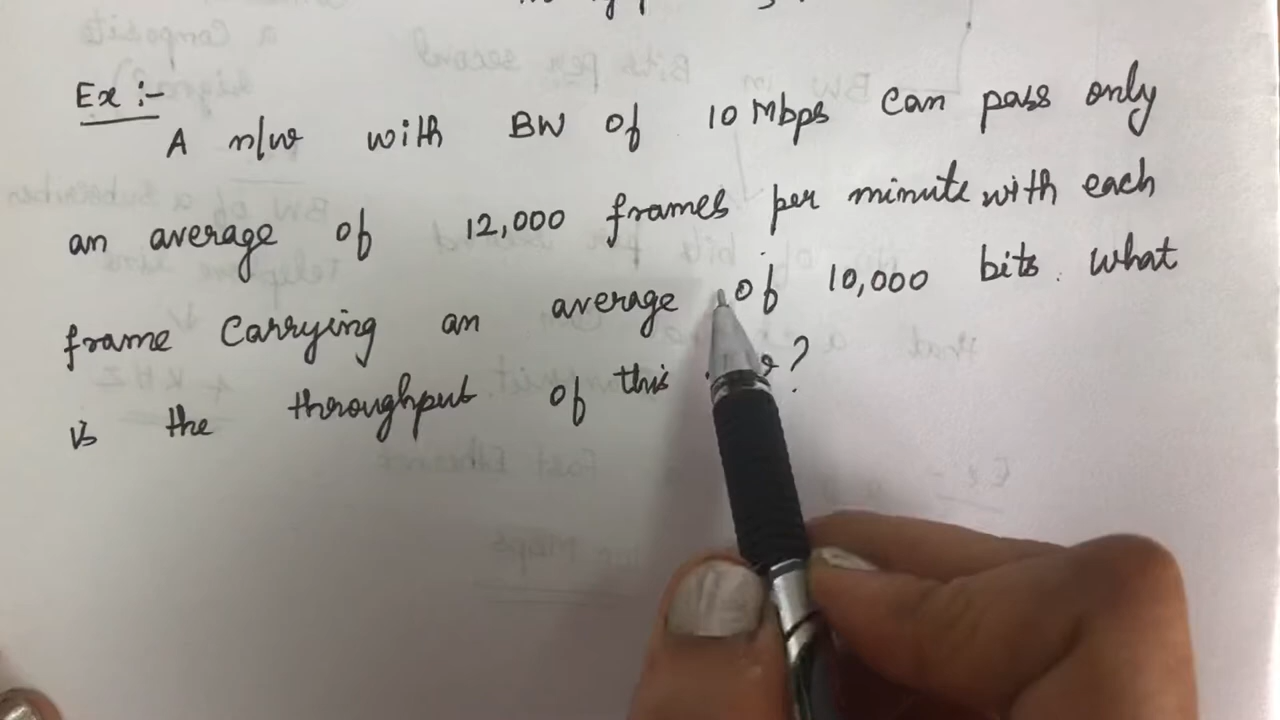 Ex :-
A n/w with BW of 10 Mbps can pass only
an average of 12,000 frames per minute with each
frame carrying an average of 10,000 bits. what
is the throughput of this ?